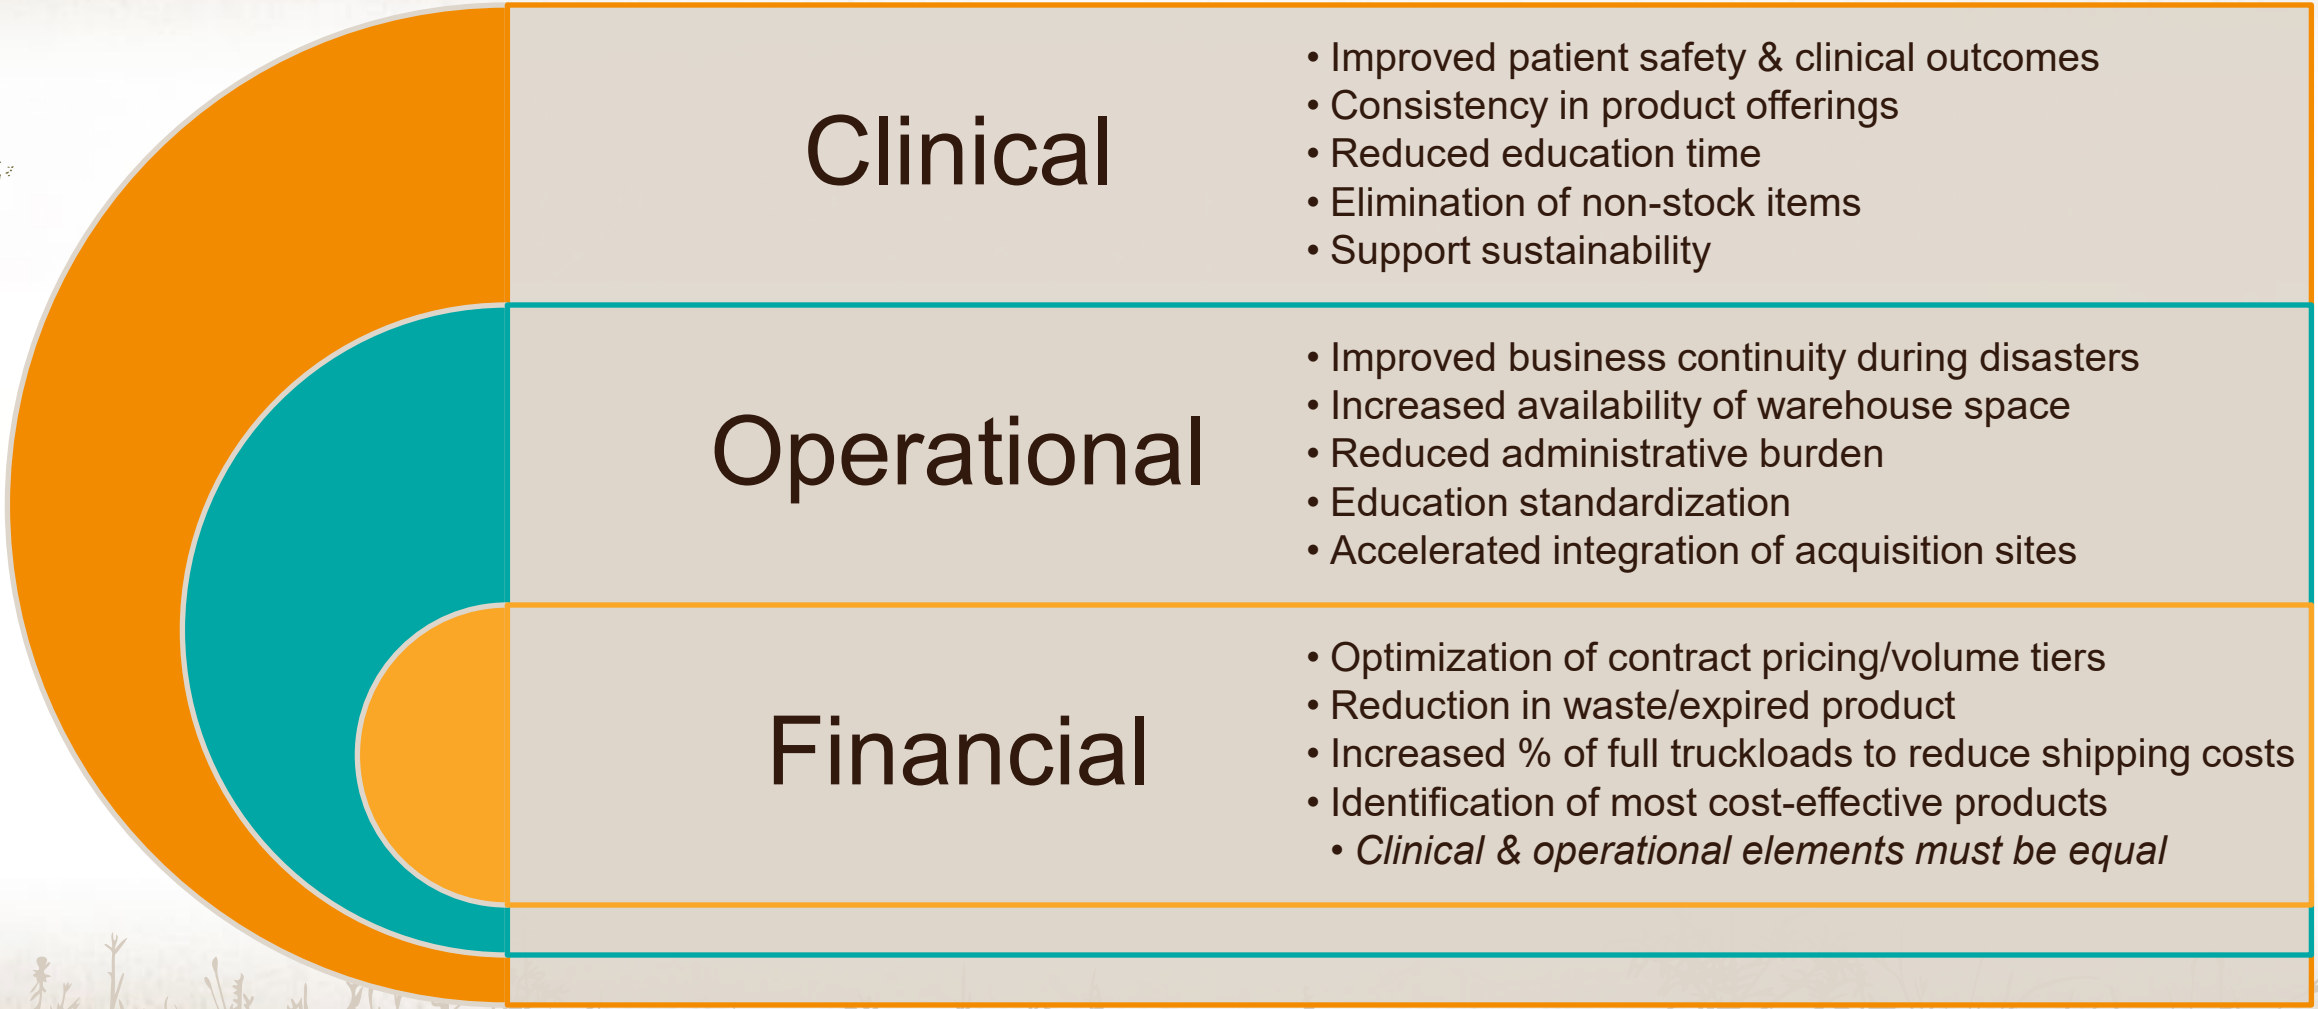 Clinical
• Improved patient safety & clinical outcomes
• Consistency in product offerings
• Reduced education time
• Elimination of non-stock items
• Support sustainability
Operational
• Improved business continuity during disasters
• Increased availability of warehouse space
• Reduced administrative burden
• Education standardization
• Accelerated integration of acquisition sites
Financial
• Optimization of contract pricing/volume tiers
• Reduction in waste/expired product
• Increased % of full truckloads to reduce shipping costs
• Identification of most cost-effective products
• Clinical & operational elements must be equal